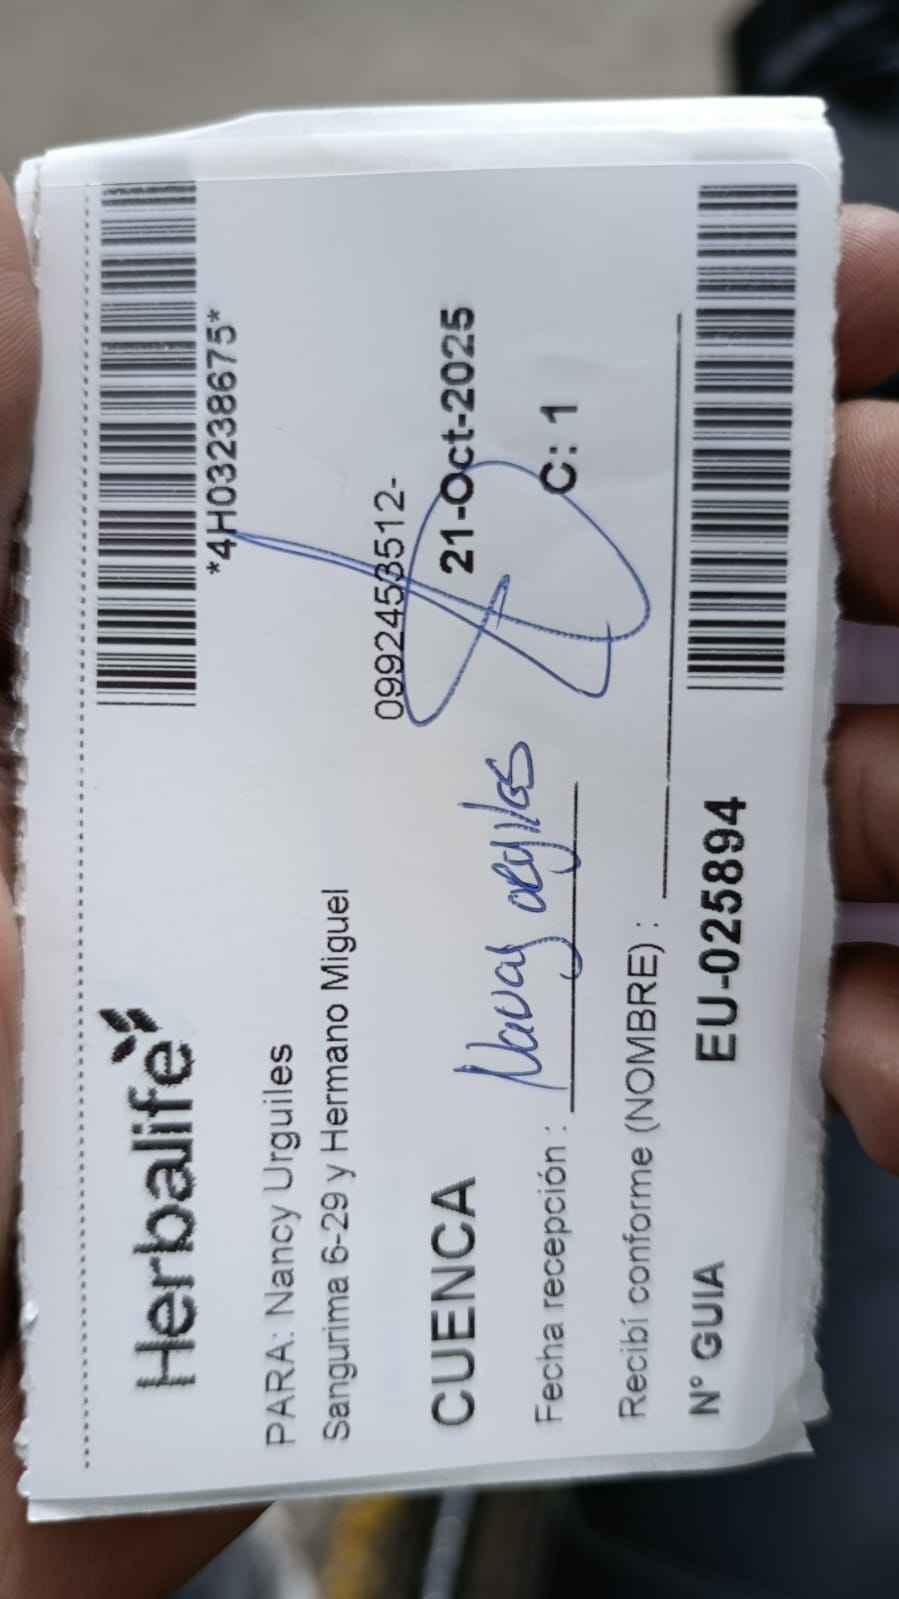 Herbalife
*4H03238675*
PARA: Nancy Urguiles
Sangurima 6-29 y Hermano Miguel
0992453512-
CUENCA
21-Oct-2025
Fecha recepción :
C: 1
Recibí conforme (NOMBRE) :
N° GUIA EU-025894